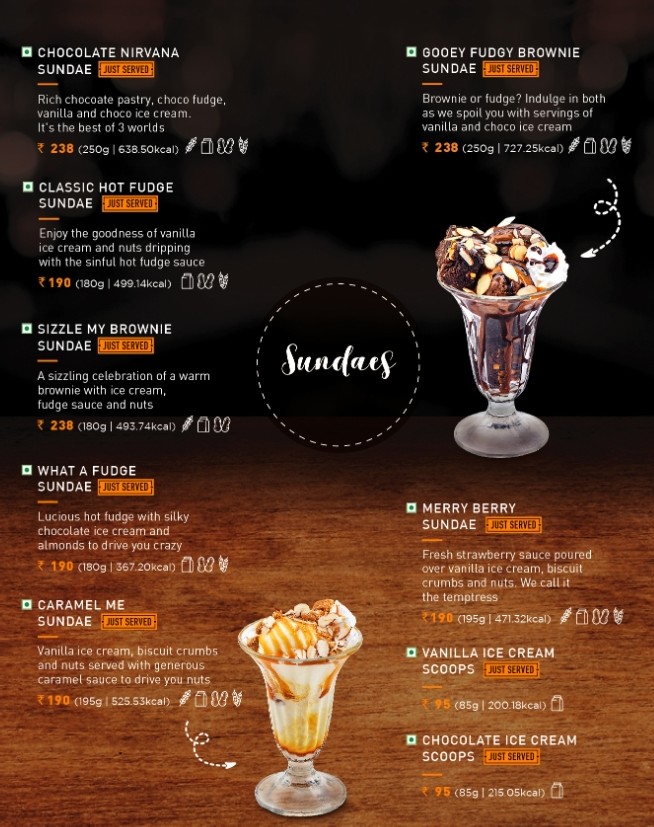 CHOCOLATE NIRVANA
SUNDAE JUST SERVED
Rich chocoate pastry, choco fudge,
vanilla and choco ice cream.
It's the best of 3 worlds
₹ 238 (250g | 638.50kcal)
CLASSIC HOT FUDGE
SUNDAE JUST SERVED
Enjoy the goodness of vanilla
ice cream and nuts dripping
with the sinful hot fudge sauce
₹ 190 (180g | 499.14kcal)
SIZZLE MY BROWNIE
SUNDAE JUST SERVED
A sizzling celebration of a warm
brownie with ice cream,
fudge sauce and nuts
₹ 238 (180g | 493.74kcal)
WHAT A FUDGE
SUNDAE JUST SERVED
Lucious hot fudge with silky
chocolate ice cream and
almonds to drive you crazy
₹ 190 (180g | 367.20kcal)
CARAMEL ME
SUNDAE JUST SERVED
Vanilla ice cream, biscuit crumbs
and nuts served with generous
caramel sauce to drive you nuts
₹ 190 (195g | 525.53kcal)
Sundaes
GOOEY FUDGY BROWNIE
SUNDAE JUST SERVED
Brownie or fudge? Indulge in both
as we spoil you with servings of
vanilla and choco ice cream
₹ 238 (250g | 727.25kcal)
MERRY BERRY
SUNDAE JUST SERVED
Fresh strawberry sauce poured
over vanilla ice cream, biscuit
crumbs and nuts. We call it
the temptress
₹ 190 (195g | 471.32kcal)
VANILLA ICE CREAM
SCOOPS JUST SERVED
₹ 95 (85g | 200.18kcal)
CHOCOLATE ICE CREAM
SCOOPS JUST SERVED
₹ 95 (85g | 215.05kcal)